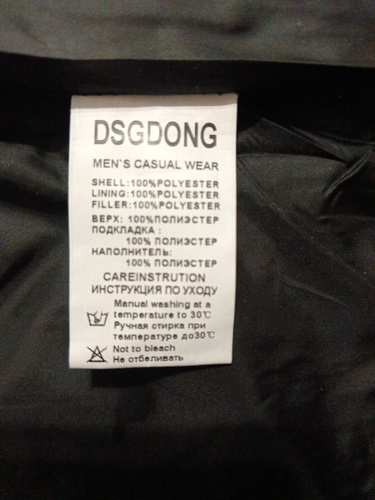 DSGDONG
MEN'S CASUAL WEAR
SHELL:100%POLYESTER
LINING:100%POLYESTER
FILLER:100%POLYESTER
ВЕРХ: 100%ПОЛИЭСТЕР
ПОДКЛАДКА :
100% ПОЛИЭСТЕР
НАПОЛНИТЕЛЬ:
100% ПОЛИЭСТЕР
CAREINSTRUTION
ИНСТРУКЦИЯ ПО УХОДУ
Manual washing at a
temperature to 30℃
Ручная стирка при
температуре до30℃
Not to bleach
Не отбеливать